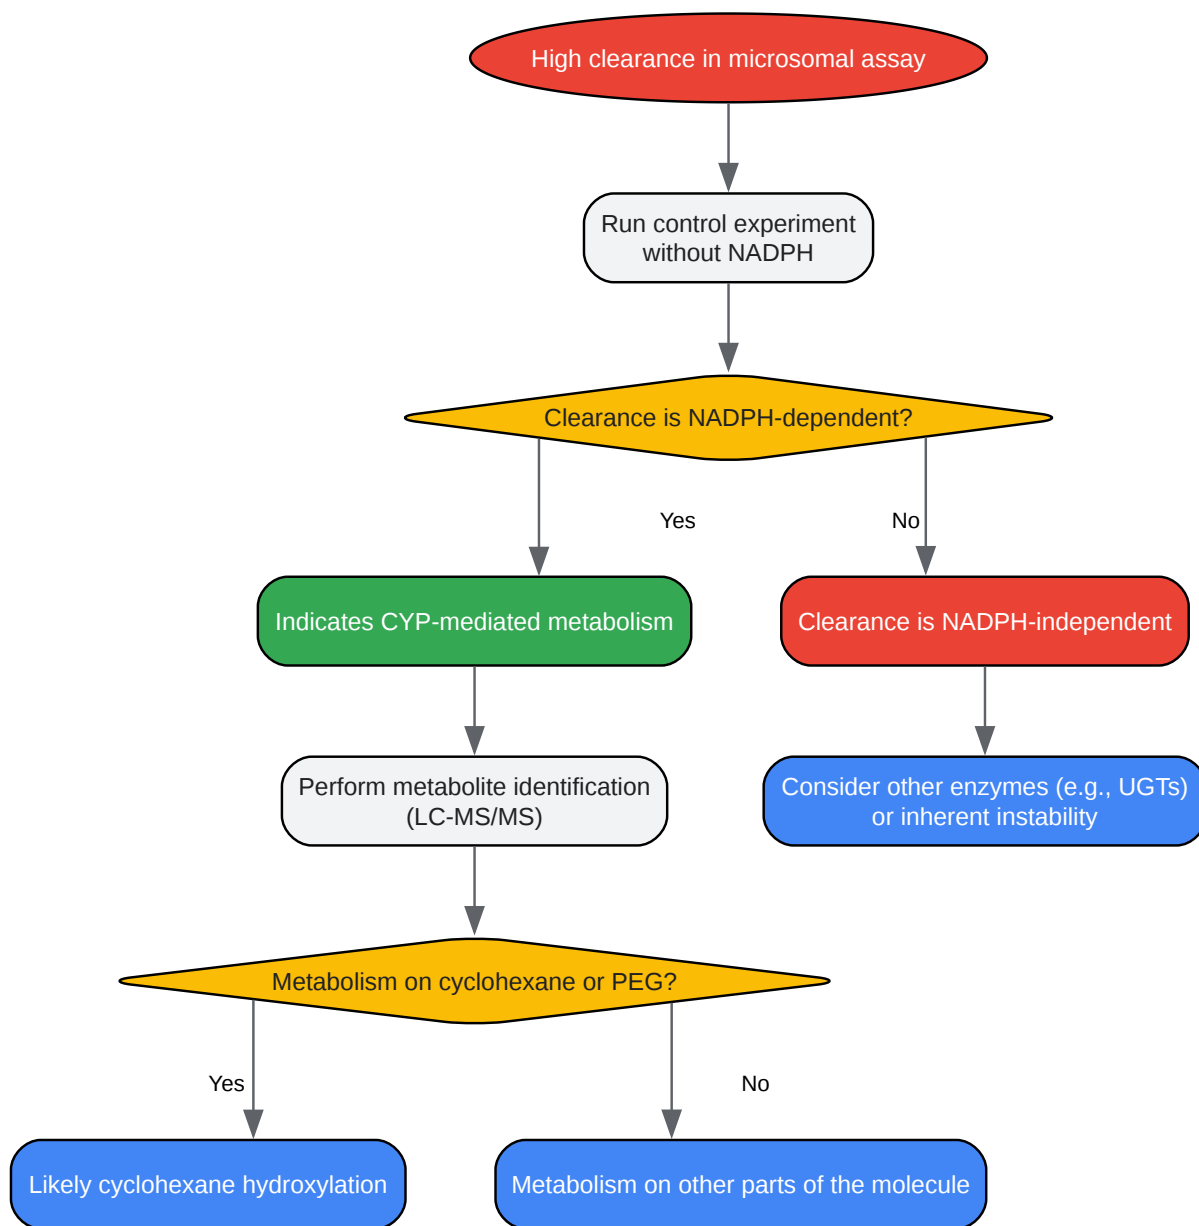 High clearance in microsomal assay
Run control experiment
without NADPH
Clearance is NADPH-dependent?
Yes
No
Indicates CYP-mediated metabolism
Clearance is NADPH-independent
Perform metabolite identification
(LC-MS/MS)
Consider other enzymes (e.g., UGTs)
or inherent instability
Metabolism on cyclohexane or PEG?
Yes
No
Likely cyclohexane hydroxylation
Metabolism on other parts of the molecule